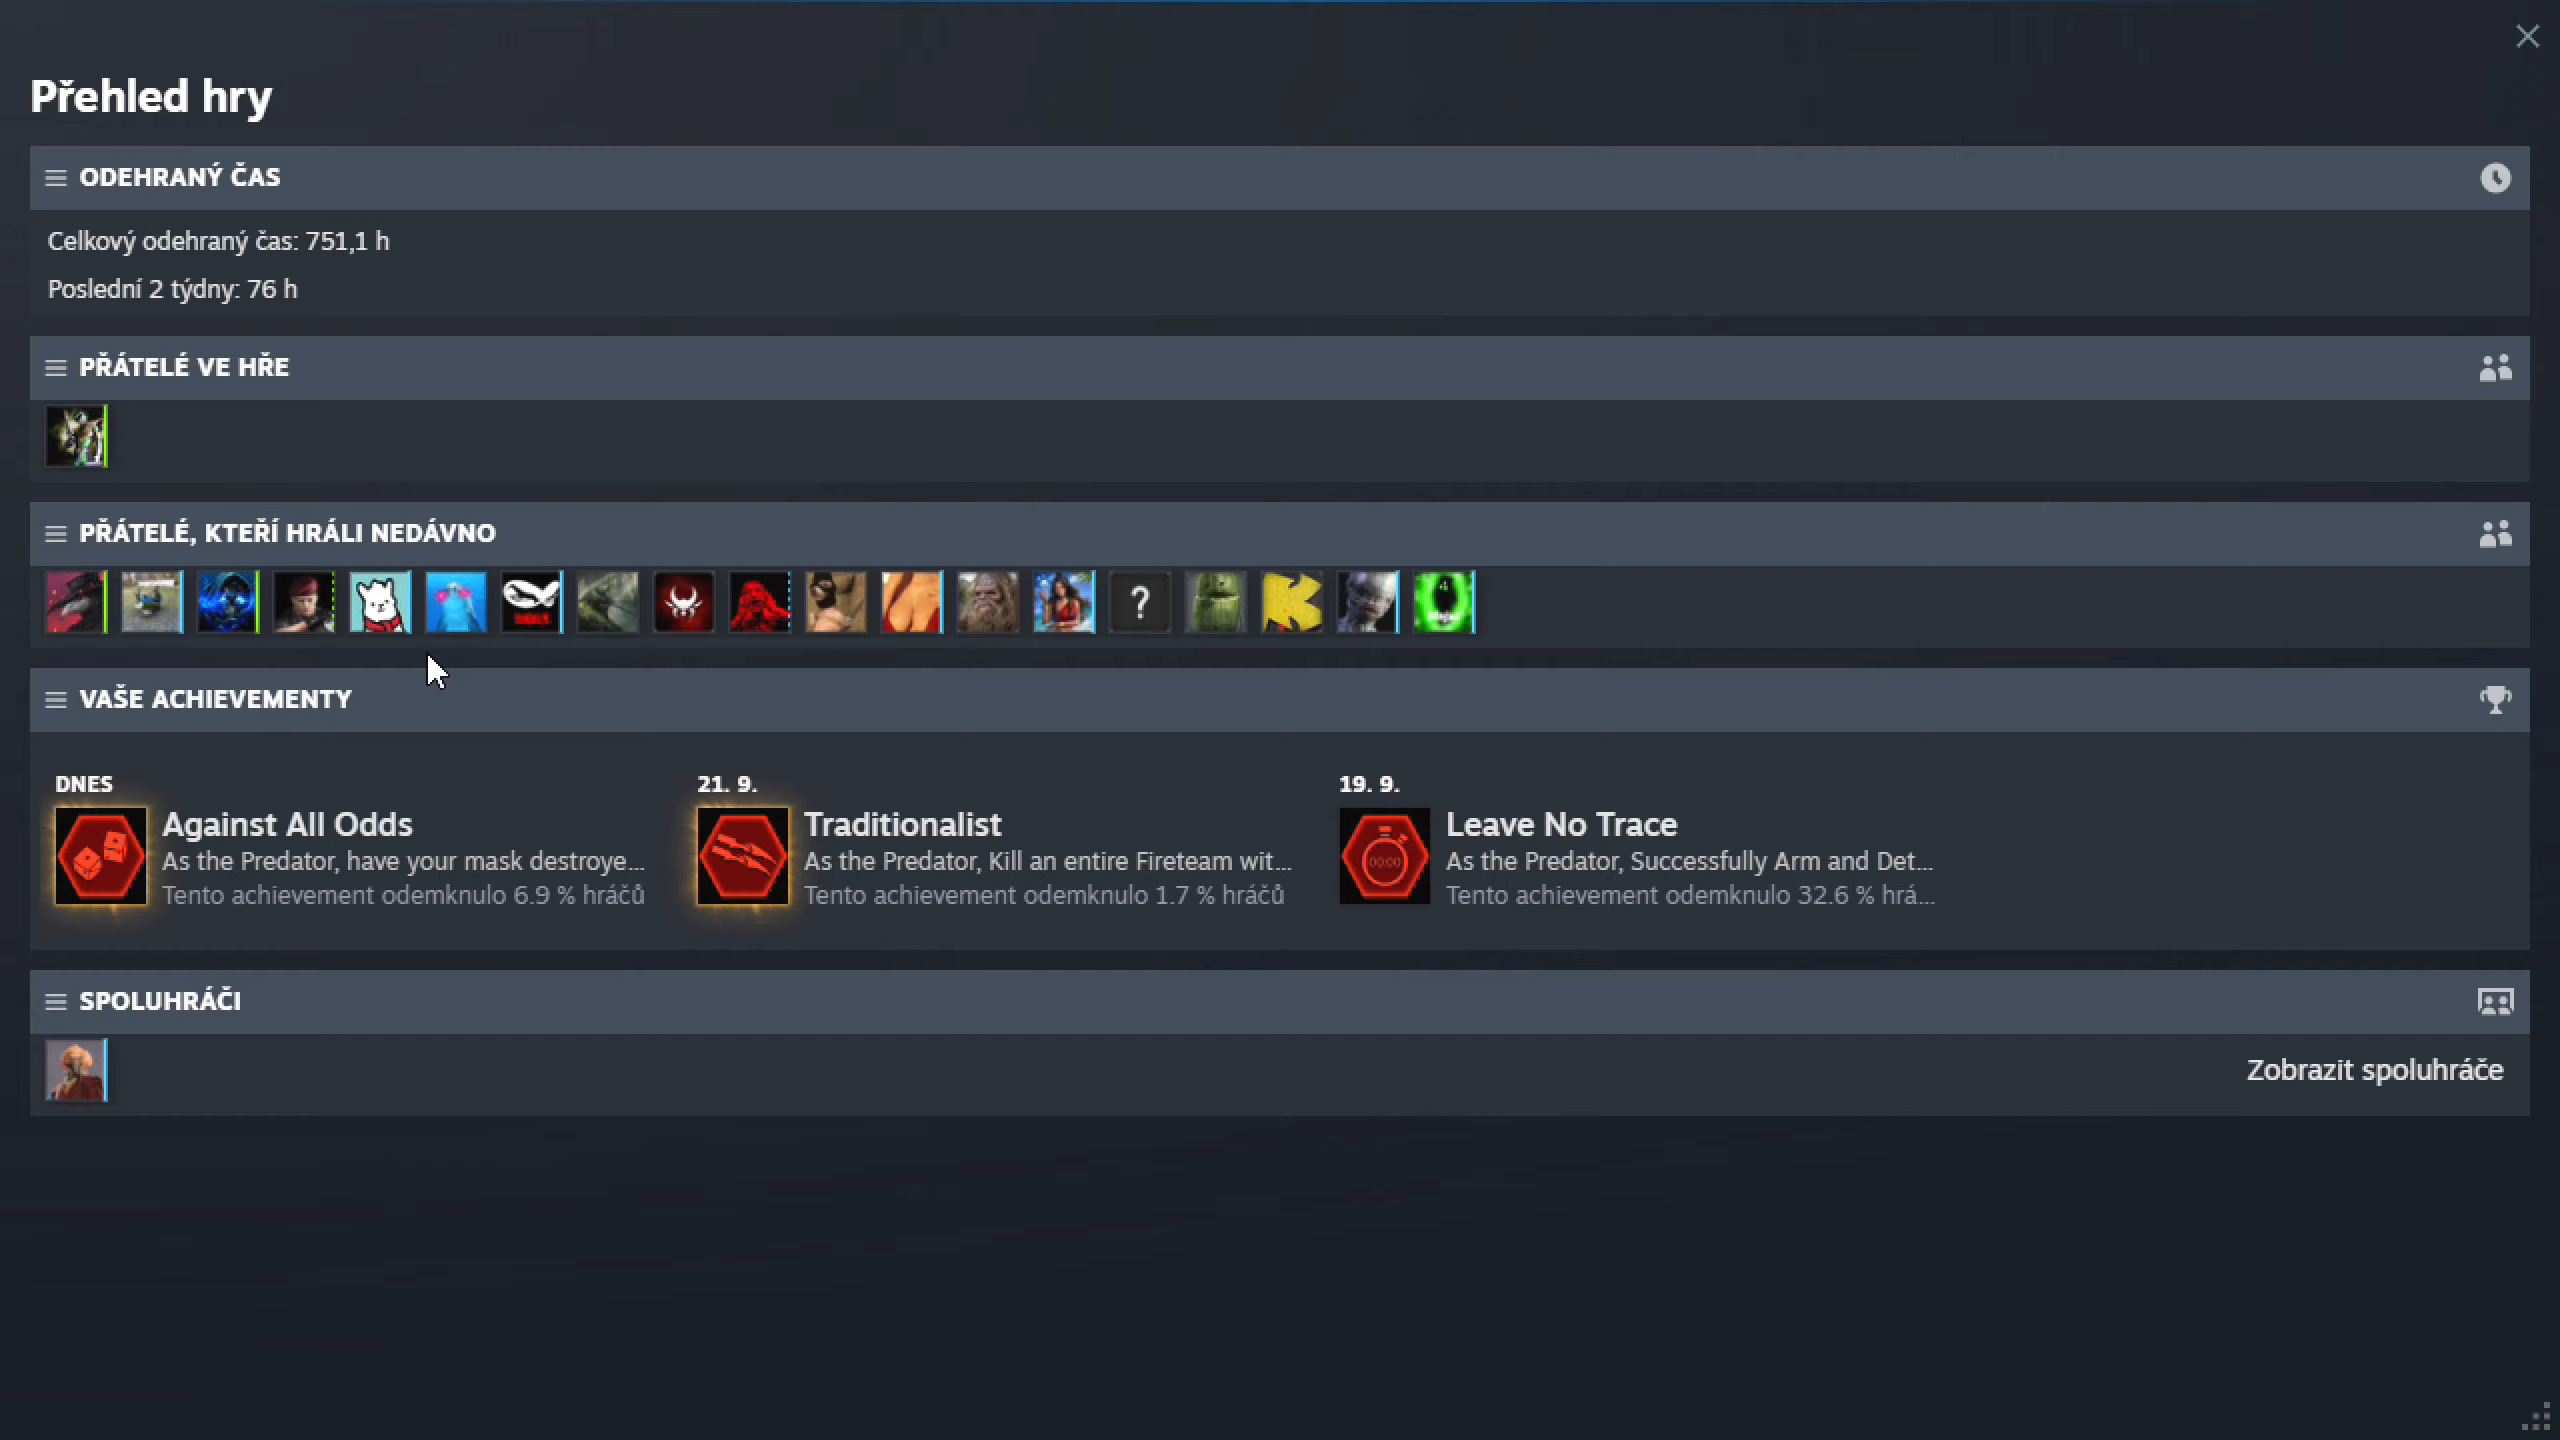 Přehled hry
ODEHRANÝ ČAS
Celkový odehraný čas: 751,1 h
Poslední 2 týdny: 76 h
PŘÁTELÉ VE HŘE
PŘÁTELÉ, KTEŘÍ HRÁLI NEDÁVNO
?
VAŠE ACHIEVEMENTY
DNES
Against All Odds
As the Predator, have your mask destroye...
Tento achievement odemknulo 6.9 % hráčů
21. 9.
Traditionalist
As the Predator, Kill an entire Fireteam wit...
Tento achievement odemknulo 1.7 % hráčů
19. 9.
00:00
Leave No Trace
As the Predator, Successfully Arm and Det...
Tento achievement odemknulo 32.6 % hrá...
SPOLUHRÁČI
Zobrazit spoluhráče